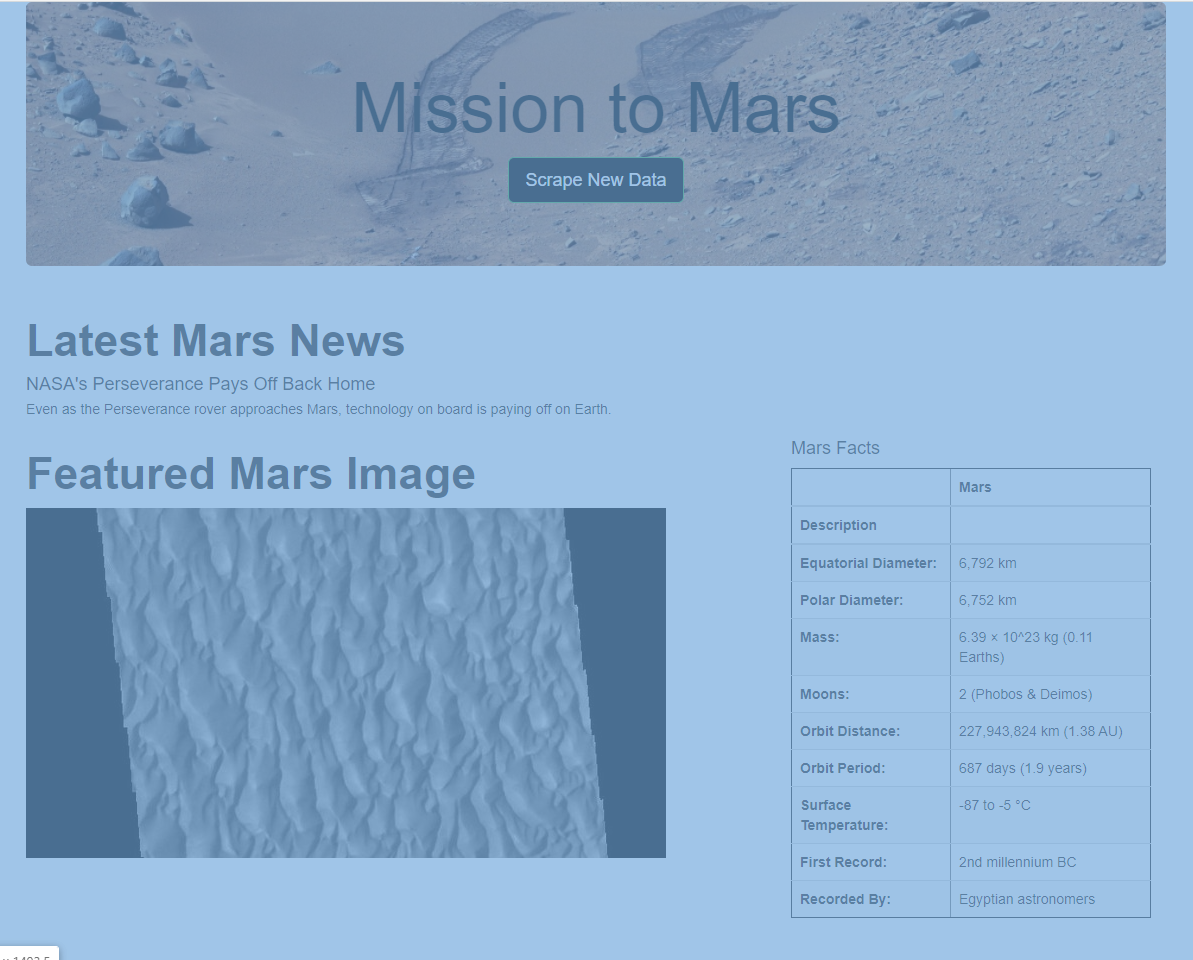 Mission to Mars
Scrape New Data
Latest Mars News
NASA's Perseverance Pays Off Back Home
Even as the Perseverance rover approaches Mars, technology on board is paying off on Earth.
Featured Mars Image
Mars Facts
Mars
Description
Equatorial Diameter: 6,792 km
Polar Diameter: 6,752 km
Mass: 6.39 × 10^23 kg (0.11
Earths)
Moons: 2 (Phobos & Deimos)
Orbit Distance: 227,943,824 km (1.38 AU)
Orbit Period: 687 days (1.9 years)
Surface -87 to -5 °C
Temperature:
First Record: 2nd millennium BC
Recorded By: Egyptian astronomers